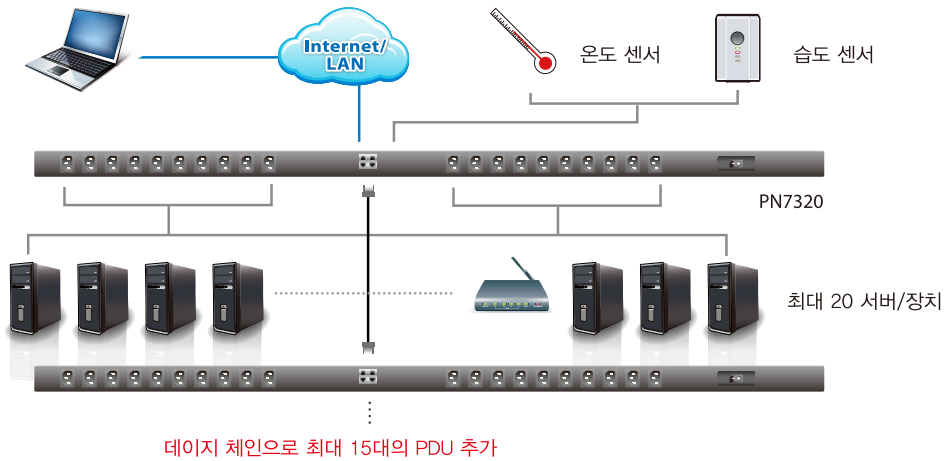 Internet/
LAN
온도 센서
습도 센서
PN7320
최대 20 서버/장치
데이지 체인으로 최대 15대의 PDU 추가